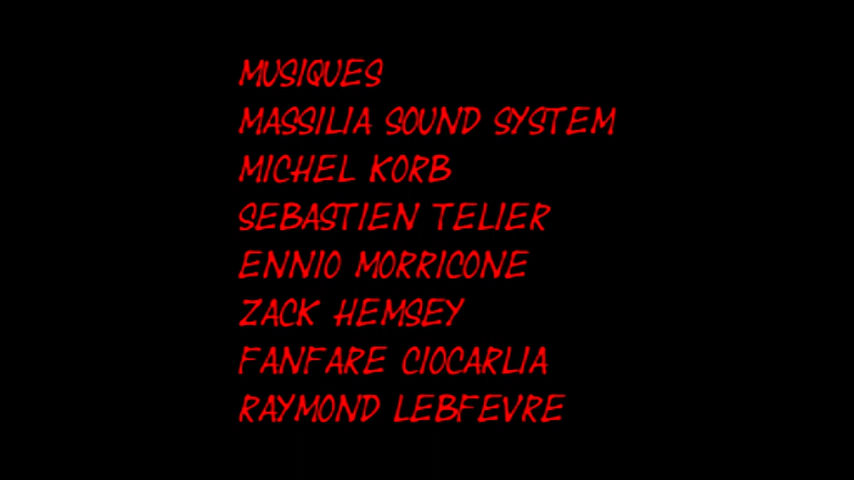 MUSIQUES
MASSILIA SOUND SYSTEM
MICHEL KORB
SEBASTIEN TELIER
ENNIO MORRICONE
ZACK HEMSEY
FANFARE CIOCARLIA
RAYMOND LEBFEVRE